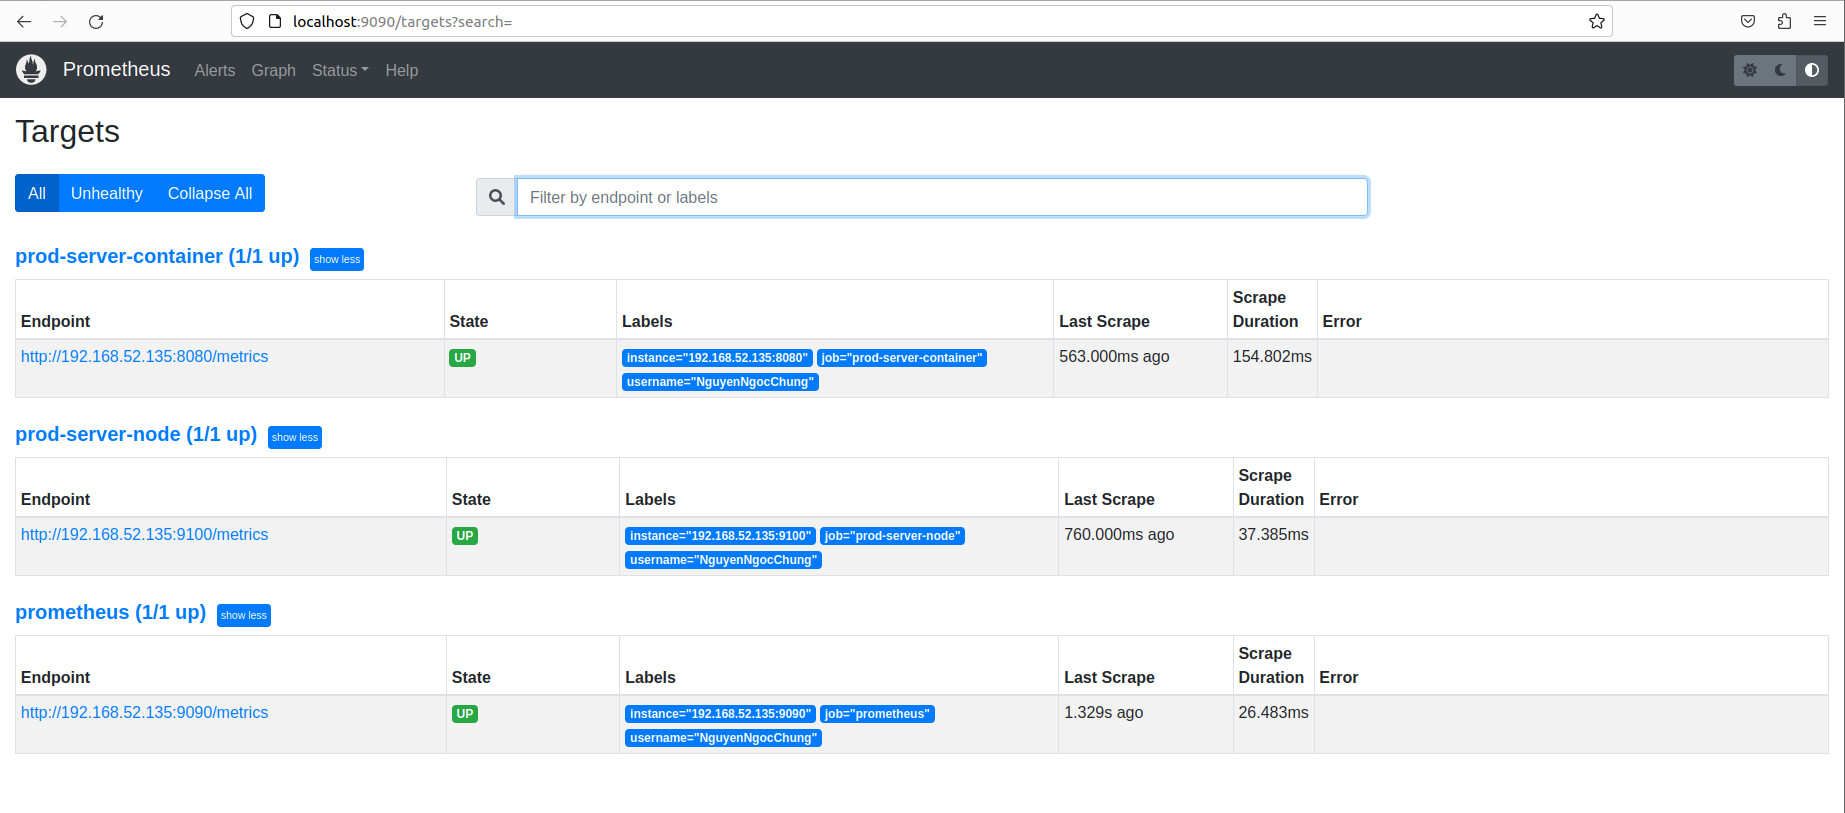 localhost:9090/targets?search=
Prometheus Alerts Graph Status Help
Targets
All Unhealthy Collapse All
Filter by endpoint or labels
prod-server-container (1/1 up) show less
Endpoint State Labels Last Scrape Scrape Duration Error
http://192.168.52.135:8080/metrics UP instance="192.168.52.135:8080" job="prod-server-container" 563.000ms ago 154.802ms
username="NguyenNgocChung"
prod-server-node (1/1 up) show less
Endpoint State Labels Last Scrape Scrape Duration Error
http://192.168.52.135:9100/metrics UP instance="192.168.52.135:9100" job="prod-server-node" 760.000ms ago 37.385ms
username="NguyenNgocChung"
prometheus (1/1 up) show less
Endpoint State Labels Last Scrape Scrape Duration Error
http://192.168.52.135:9090/metrics UP instance="192.168.52.135:9090" job="prometheus" 1.329s ago 26.483ms
username="NguyenNgocChung"